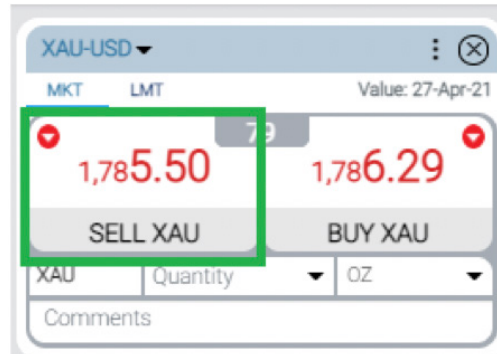 XAU-USD
MKT LMT Value: 27-Apr-21
79
1,785.50 1,786.29
SELL XAU BUY XAU
XAU Quantity OZ
Comments